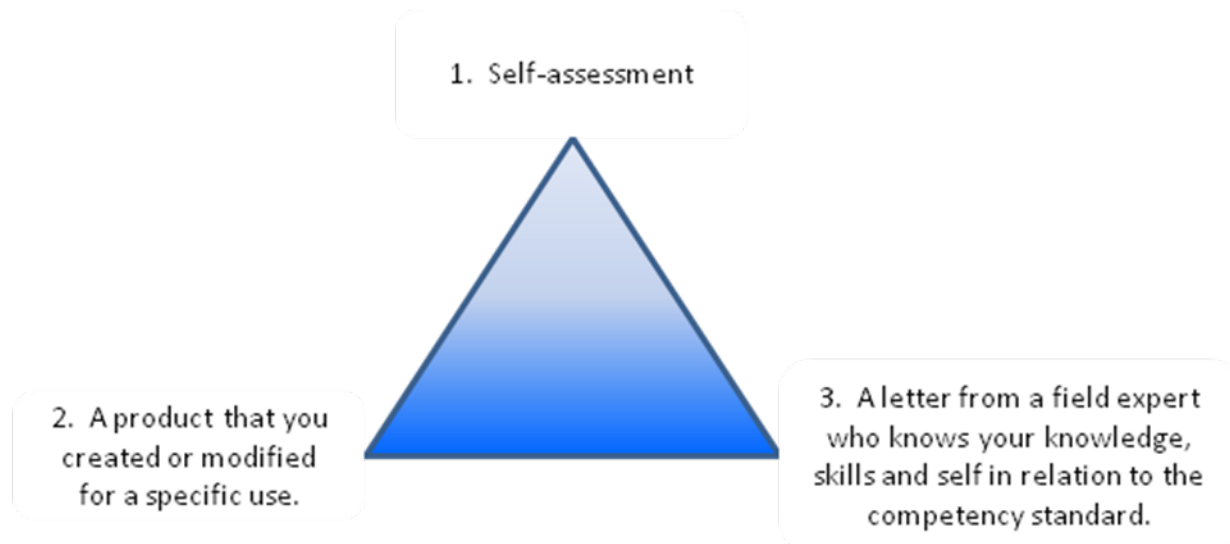 1. Self-assessment
2. A product that you
created or modified
for a specific use.
3. A letter from a field expert
who knows your knowledge,
skills and self in relation to the
competency standard.